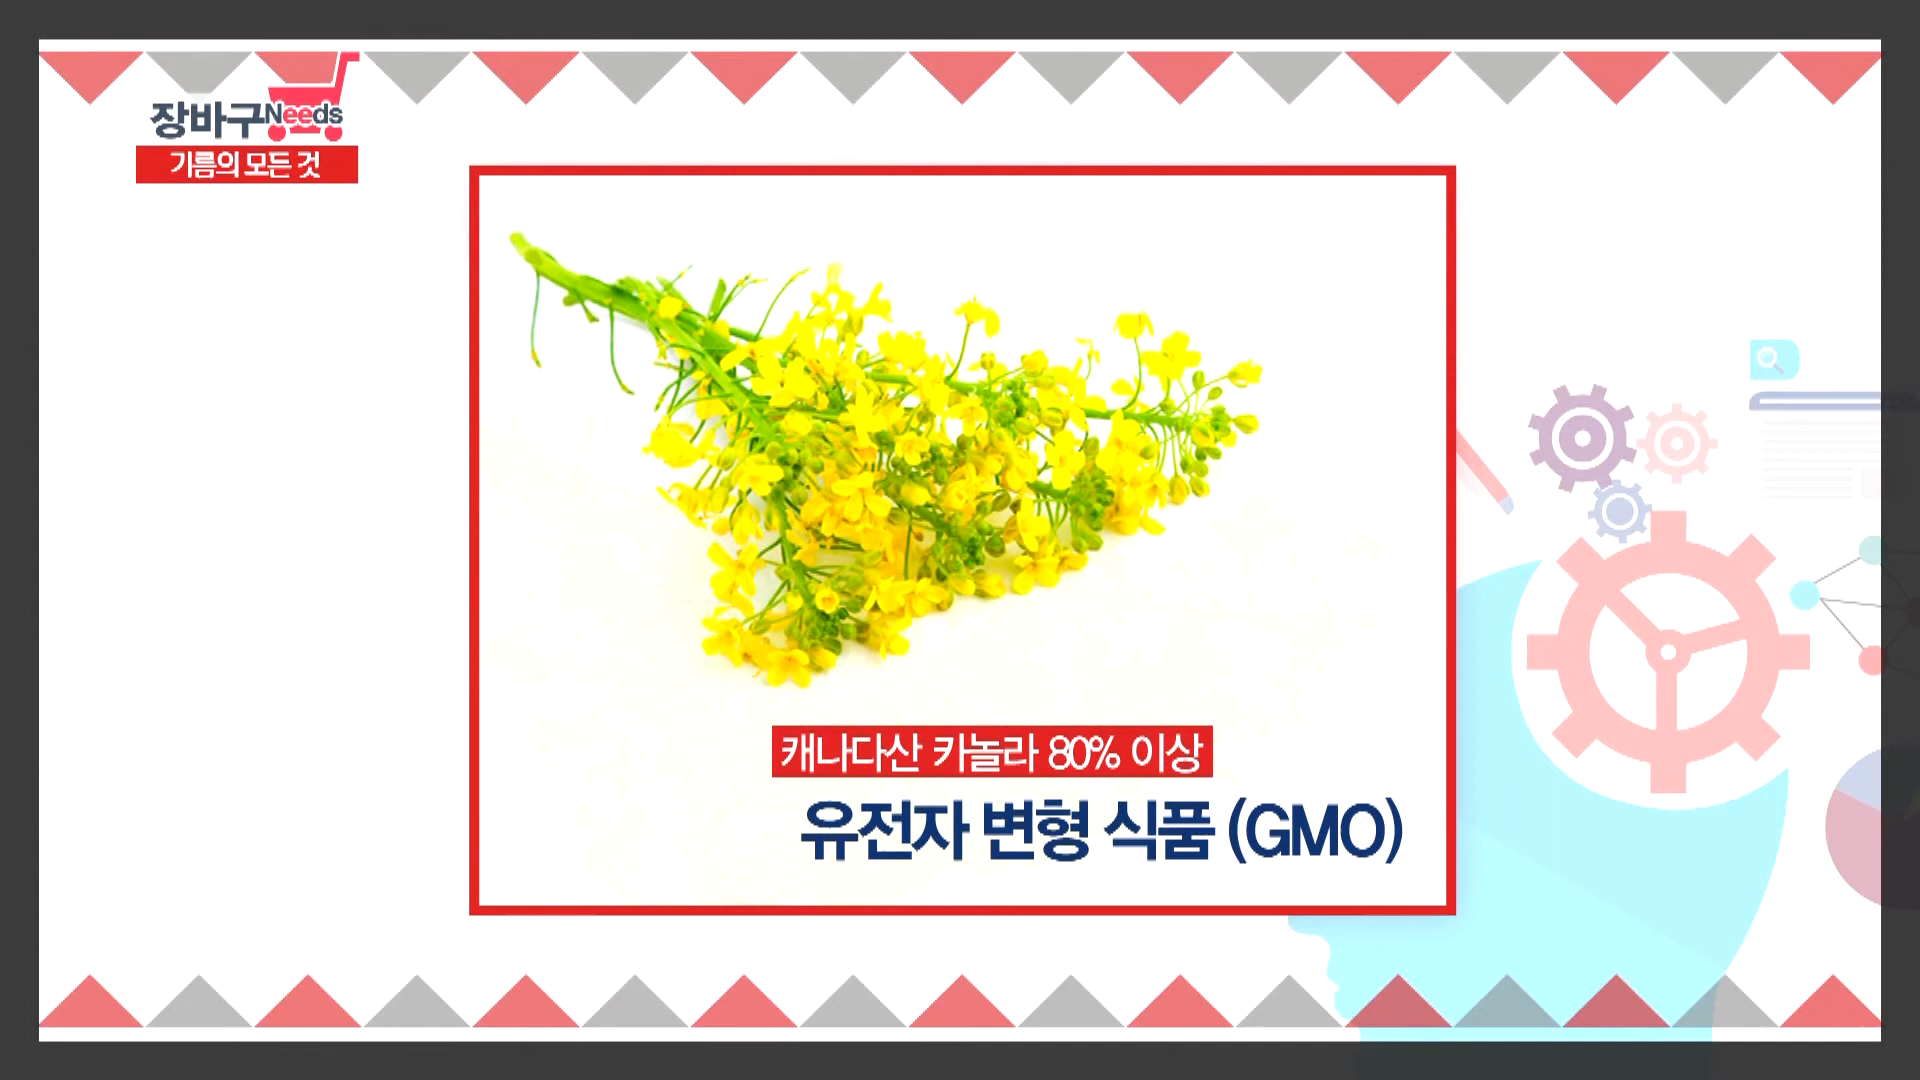 장바구Needs
기름의 모든 것
캐나다산 카놀라 80% 이상
유전자 변형 식품 (GMO)